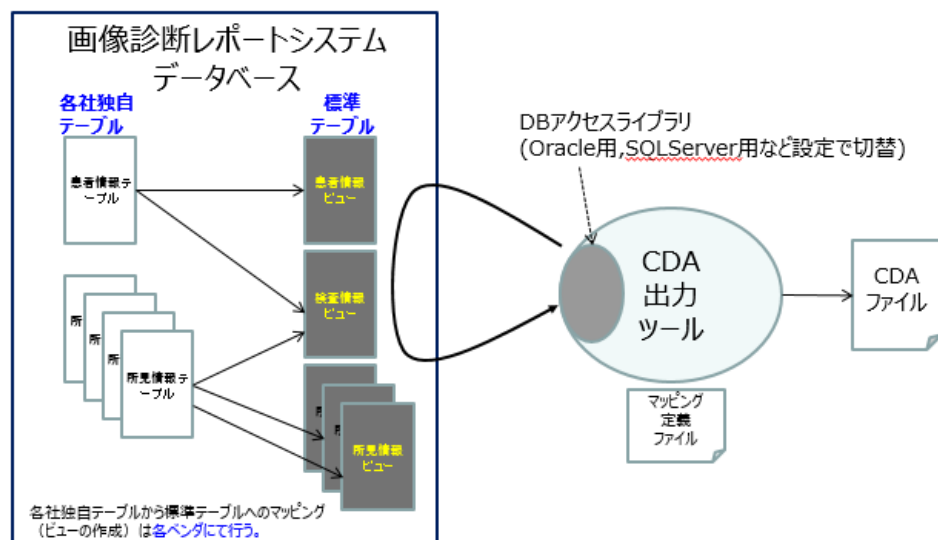 画像診断レポートシステム
データベース
各社独自
テーブル
標準
テーブル
患者情報テ
ーブル
患者情報
ビュー
検査情報
ビュー
所
所
所
所見情報テ
ーブル
所
所
所見情報
ビュー
各社独自テーブルから標準テーブルへのマッピング
(ビューの作成)は各ベンダにて行う。
DBアクセスライブラリ
(Oracle用,SQLServer用など設定で切替)
CDA
出力
ツール
マッピング
定義
ファイル
CDA
ファイル